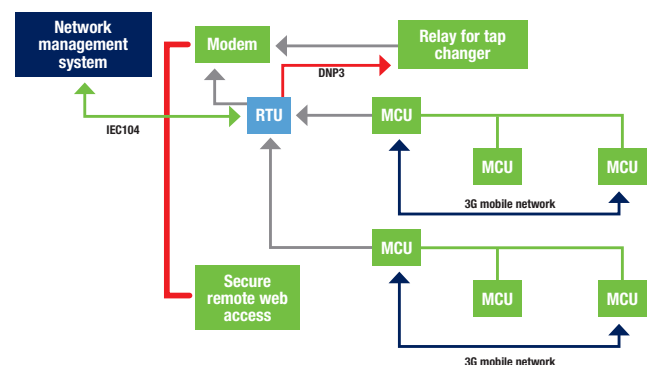 Network
management
system
Modem
Relay for tap
changer
DNP3
RTU
MCU
IEC104
MCU
MCU
3G mobile network
MCU
Secure
remote web
access
MCU
MCU
3G mobile network